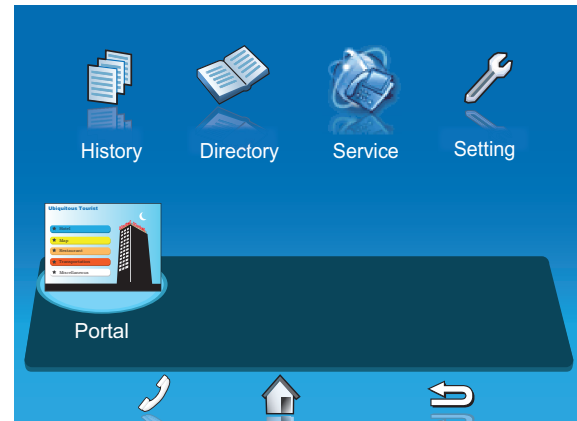 History
Directory
Service
Setting
Ubiquitous Tourist
Hotel
Map
Restaurant
Transportation
Miscellaneous
Portal